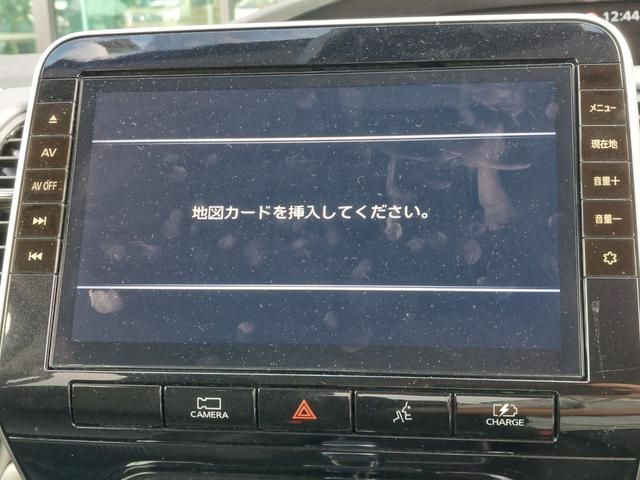 12:44
メニュー
AV
現在地
AV OFF
音量＋
地図カードを挿入してください。
音量－
CAMERA
CHARGE